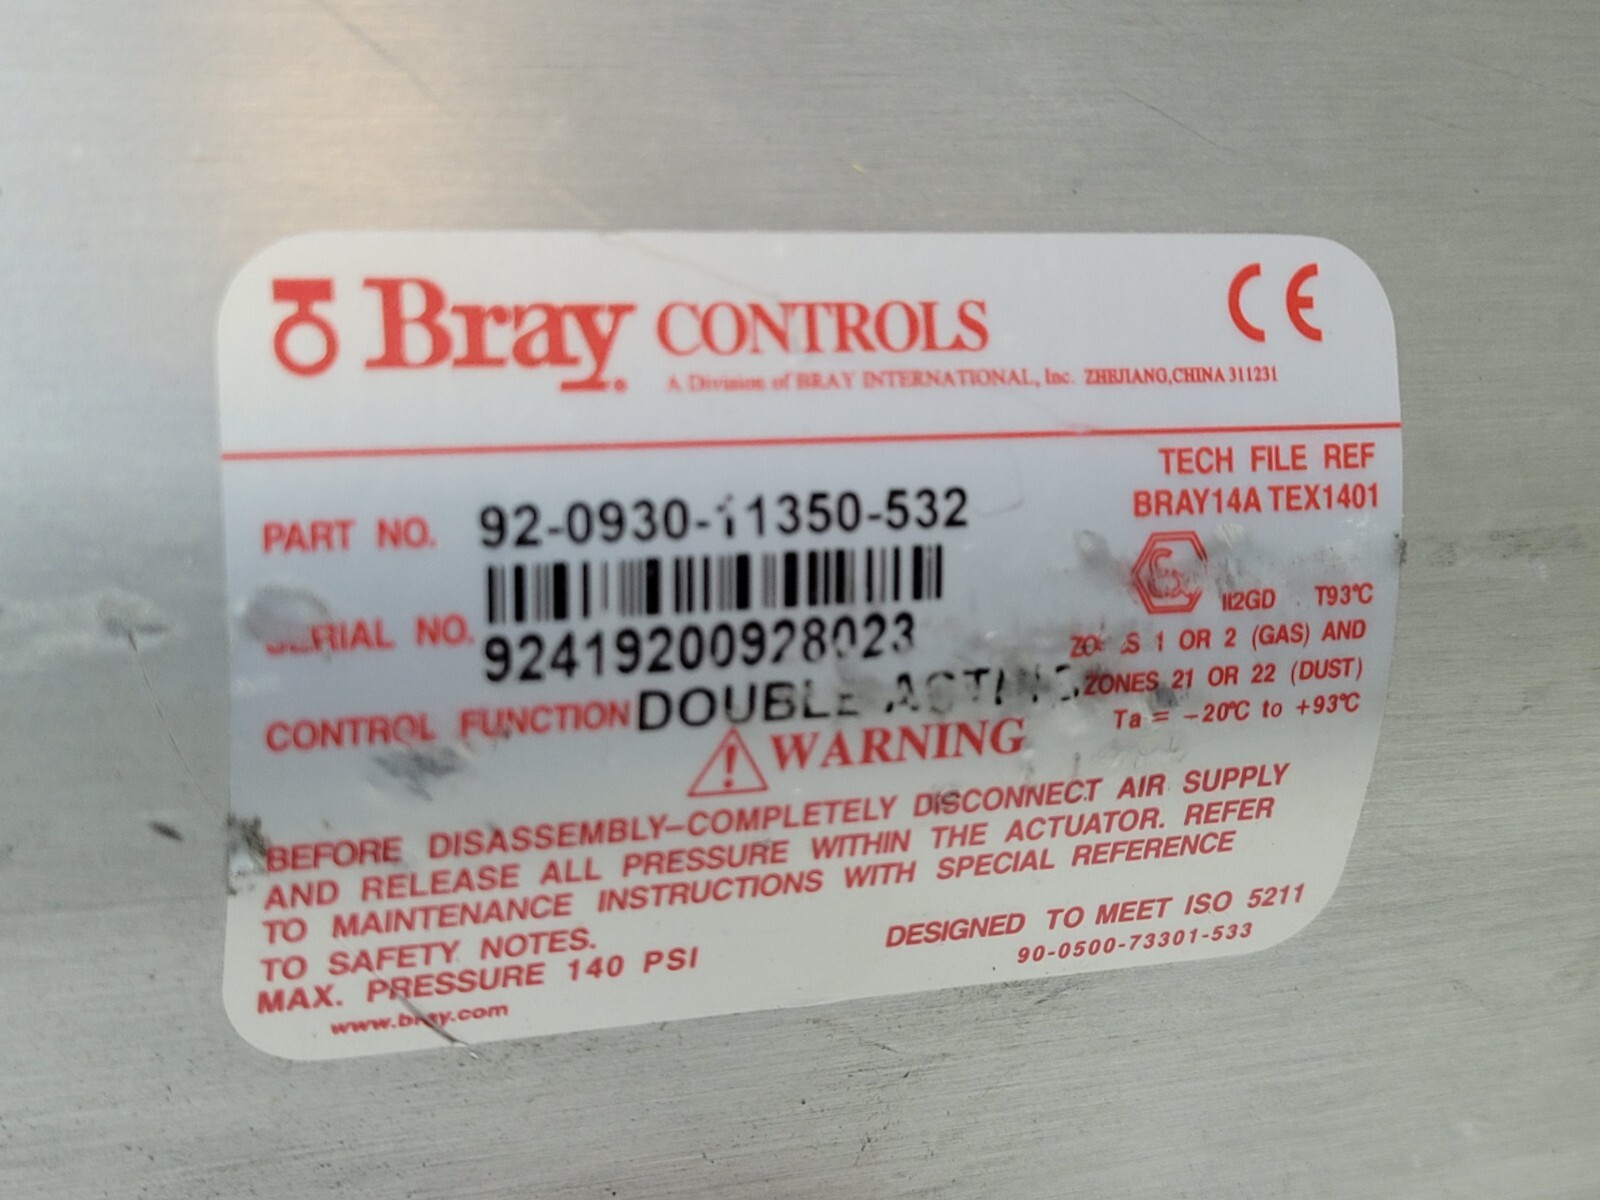 Bray CONTROLS
CE
A Division of BRAY INTERNATIONAL, Inc. ZHEJIANG, CHINA 311231
TECH FILE REF
BRAY14ATEX1401
PART NO. 92-0930-11350-532
II2GD T93°C
SERIAL NO. 92419200928023
ZONES 1 OR 2 (GAS) AND
ZONES 21 OR 22 (DUST)
Ta = -20°C to +93°C
CONTROL FUNCTION DOUBLE ACTING
WARNING
BEFORE DISASSEMBLY-COMPLETELY DISCONNECT AIR SUPPLY
AND RELEASE ALL PRESSURE WITHIN THE ACTUATOR. REFER
TO MAINTENANCE INSTRUCTIONS WITH SPECIAL REFERENCE
TO SAFETY NOTES.
MAX. PRESSURE 140 PSI
DESIGNED TO MEET ISO 5211
90-0500-73301-533
www.bray.com